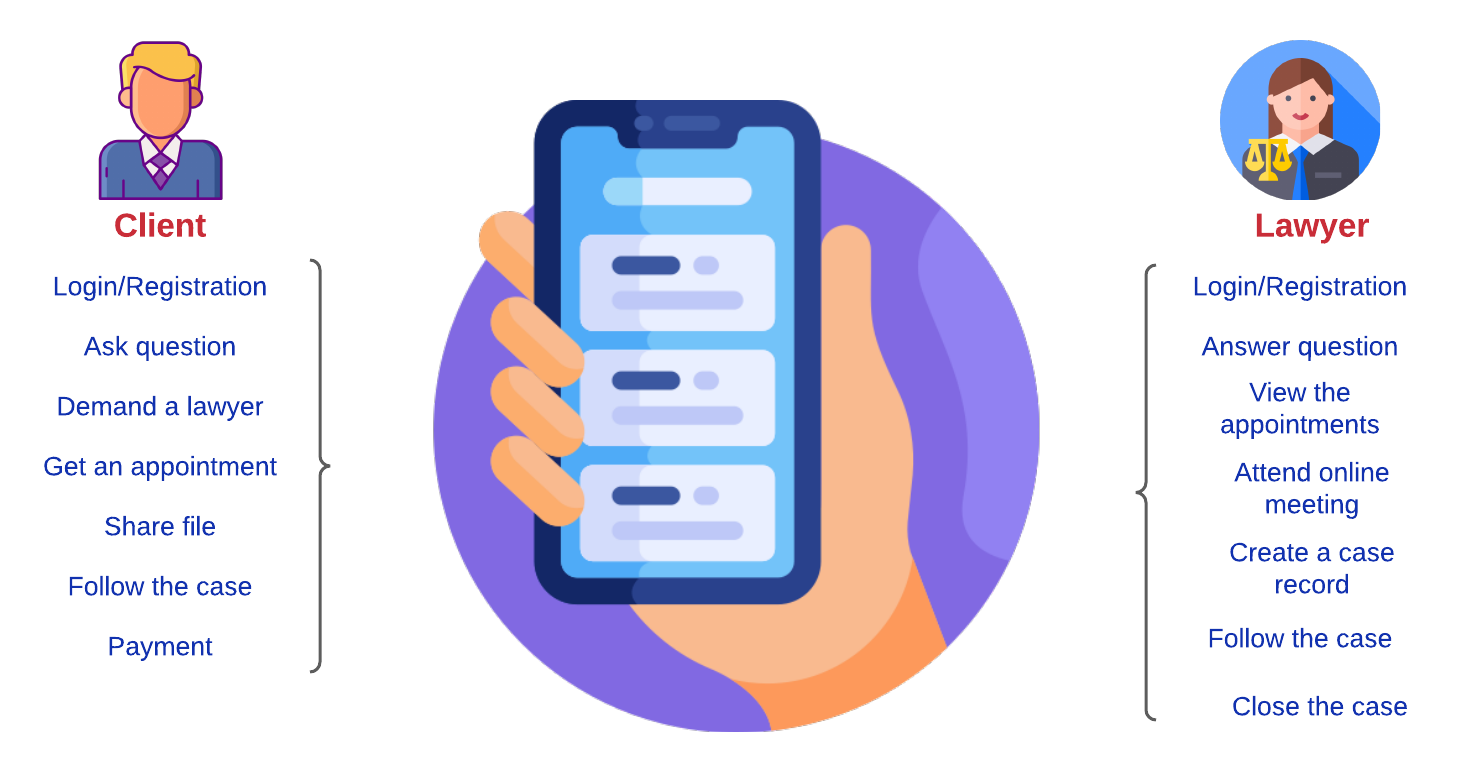 Client
Login/Registration
Ask question
Demand a lawyer
Get an appointment
Share file
Follow the case
Payment
Lawyer
Login/Registration
Answer question
View the
appointments
Attend online
meeting
Create a case
record
Follow the case
Close the case